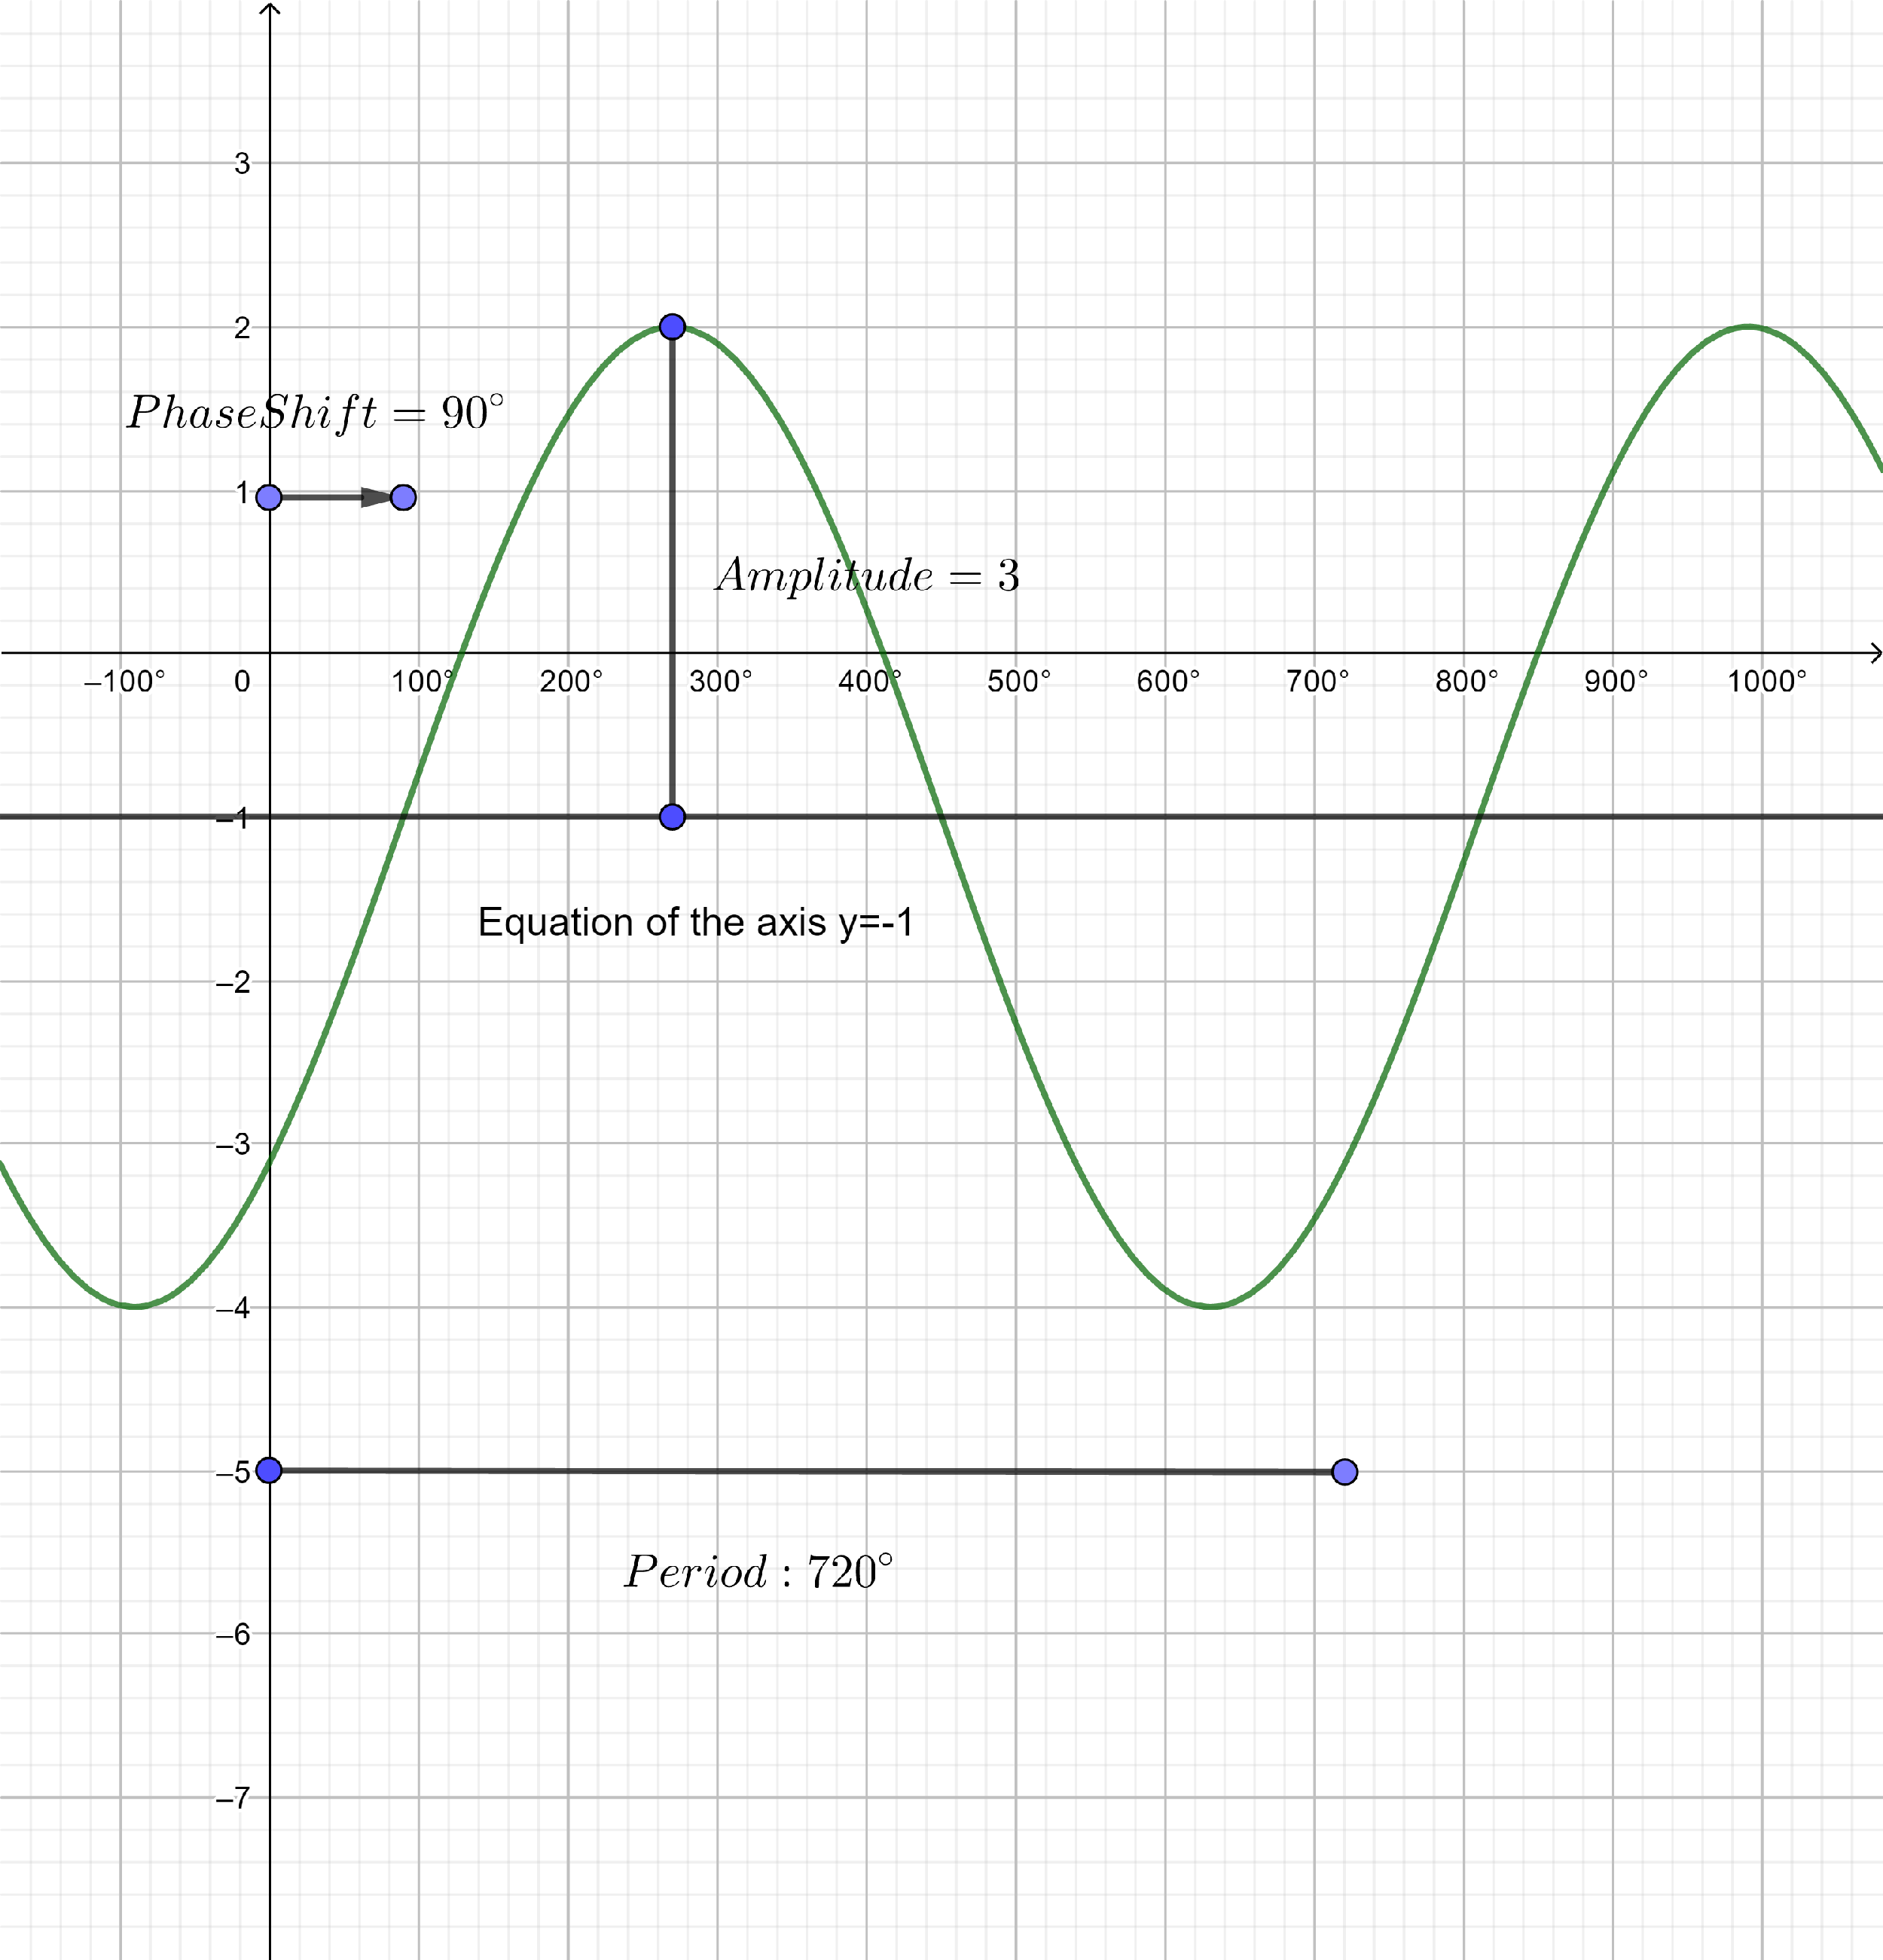 3
2
PhaseShift = 90°
1
Amplitude = 3
–100° 0 100° 200° 300° 400° 500° 600° 700° 800° 900° 1000°
–1
Equation of the axis y=-1
–2
–3
–4
–5
Period : 720°
–6
–7